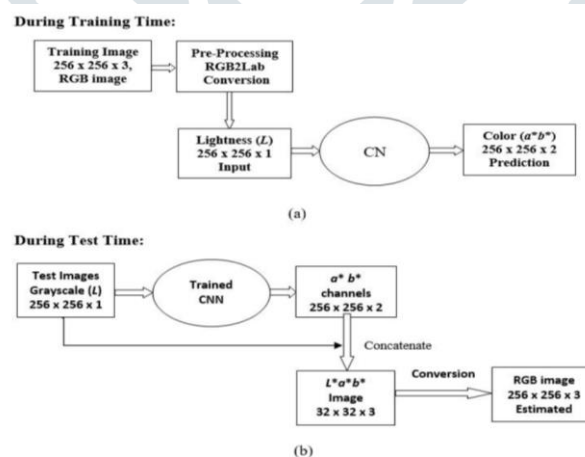 During Training Time:
Training Image
256 x 256 x 3,
RGB image
Pre-Processing
RGB2Lab
Conversion
Lightness (L)
256 x 256 x 1
Input
CN
Color (a*b*)
256 x 256 x 2
Prediction
(a)
During Test Time:
Test Images
Grayscale (L)
256 x 256 x 1
Trained
CNN
a* b*
channels
256 x 256 x 2
Concatenate
L*a*b*
Image
32 x 32 x 3
Conversion
RGB image
256 x 256 x 3
Estimated
(b)